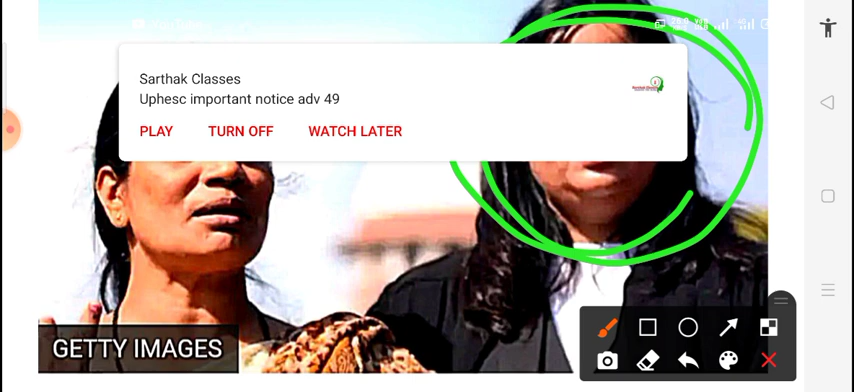 Sarthak Classes
Uphesc important notice adv 49
PLAY TURN OFF WATCH LATER
GETTY IMAGES